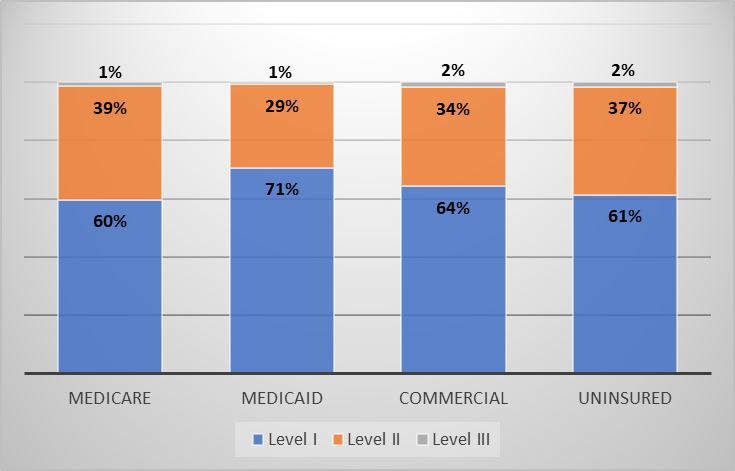 1% 1% 2% 2%
39% 29% 34% 37%
71%
60% 64% 61%
MEDICARE MEDICAID COMMERCIAL UNINSURED
Level I Level II Level III